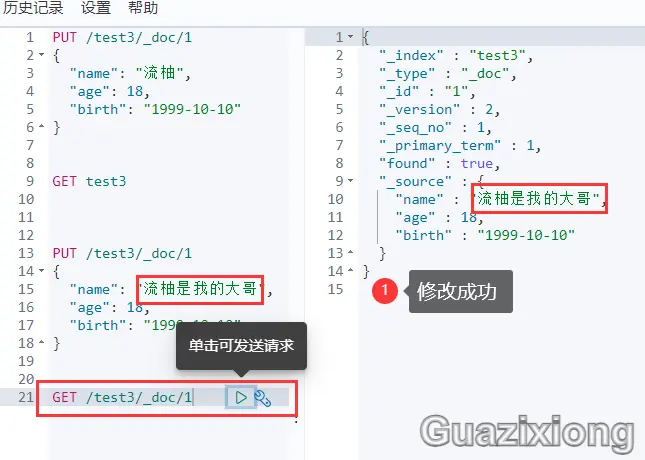 历史记录 设置 帮助
1 PUT /test3/_doc/1
2 {
3 "name": "流柚",
4 "age": 18,
5 "birth": "1999-10-10"
6 }
7
8
9 GET test3
10
11
12
13 PUT /test3/_doc/1
14 {
15 "name": "流柚是我的大哥",
16 "age": 18,
17 "birth": "1999-10-10"
18 }
19
20
21 GET /test3/_doc/1
单击可发送请求
1 {
2 "_index" : "test3",
3 "_type" : "_doc",
4 "_id" : "1",
5 "_version" : 2,
6 "_seq_no" : 1,
7 "_primary_term" : 1,
8 "found" : true,
9 "_source" : {
10 "name" : "流柚是我的大哥",
11 "age" : 18,
12 "birth" : "1999-10-10"
13 }
14 }
15
1 修改成功
Guazixiong